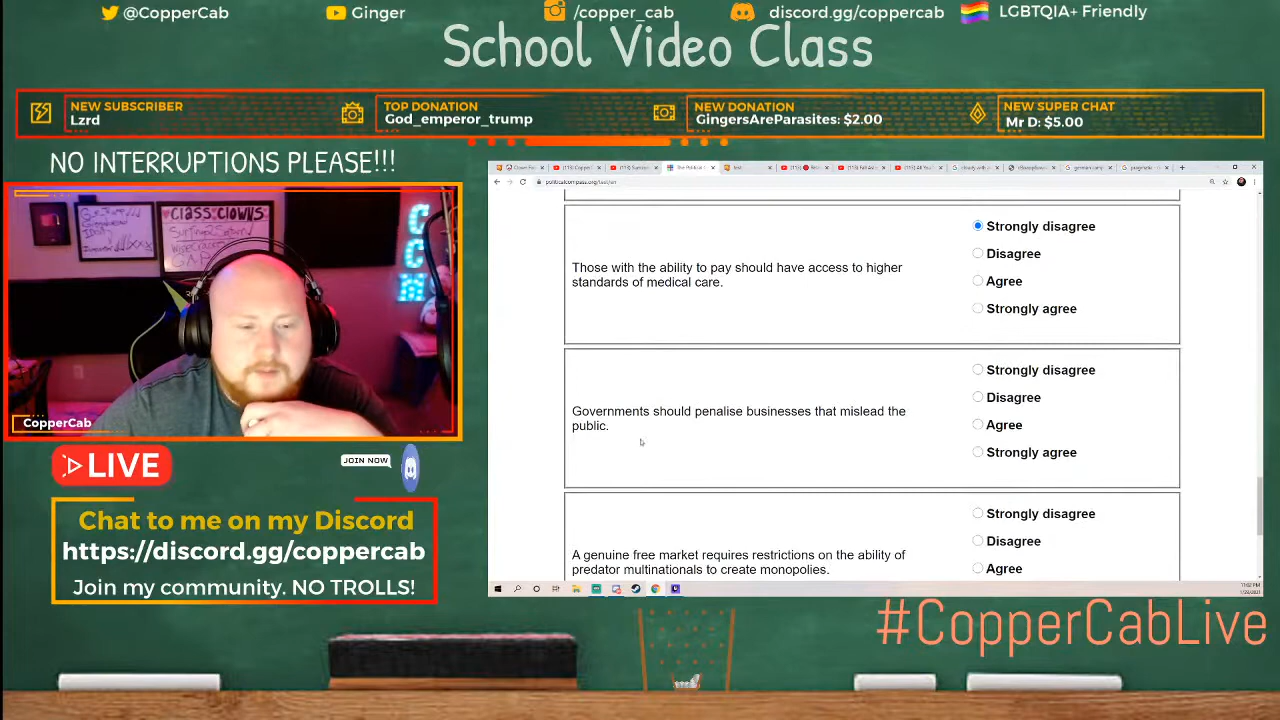 @CopperCab
Ginger
/copper_cab
discord.gg/coppercab
LGBTQIA+ Friendly
School Video Class
NEW SUBSCRIBER
Lzrd
TOP DONATION
God_emperor_trump
NEW DONATION
GingersAreParasites: $2.00
NEW SUPER CHAT
Mr D: $5.00
NO INTERRUPTIONS PLEASE!!!
CLASS CLOWNS
CopperCab
LIVE
JOIN NOW
Chat to me on my Discord
https://discord.gg/coppercab
Join my community. NO TROLLS!
politicalcompass.org/test/en
Strongly disagree
Disagree
Those with the ability to pay should have access to higher
standards of medical care.
Agree
Strongly agree
Strongly disagree
Disagree
Governments should penalise businesses that mislead the
public.
Agree
Strongly agree
Strongly disagree
Disagree
A genuine free market requires restrictions on the ability of
predator multinationals to create monopolies.
Agree
#CopperCabLive